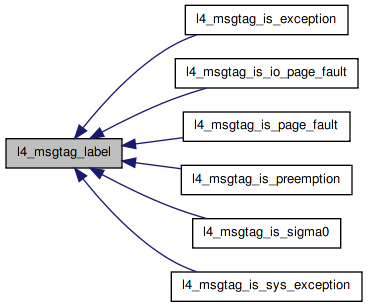 l4_msgtag_is_exception
l4_msgtag_is_io_page_fault
l4_msgtag_is_page_fault
l4_msgtag_label
l4_msgtag_is_preemption
l4_msgtag_is_sigma0
l4_msgtag_is_sys_exception